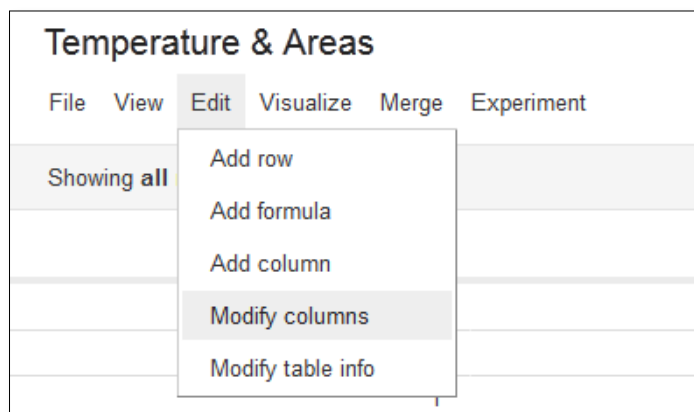 Temperature & Areas
File View Edit Visualize Merge Experiment
Showing all
Add row
Add formula
Add column
Modify columns
Modify table info